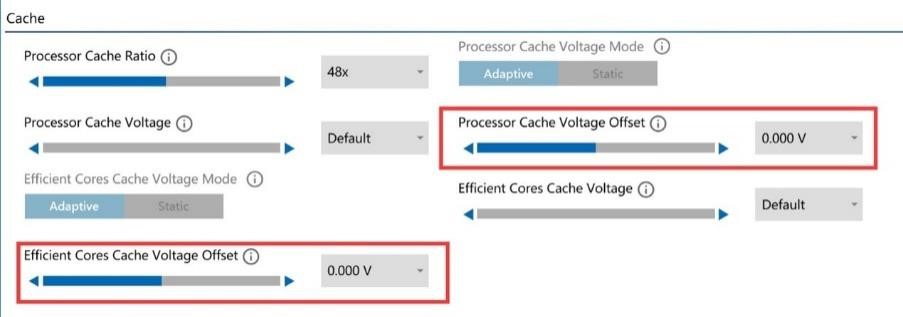 Cache
Processor Cache Ratio
48x
Processor Cache Voltage Mode
Adaptive Static
Processor Cache Voltage
Default
Processor Cache Voltage Offset
0.000 V
Efficient Cores Cache Voltage Mode
Adaptive Static
Efficient Cores Cache Voltage
Default
Efficient Cores Cache Voltage Offset
0.000 V